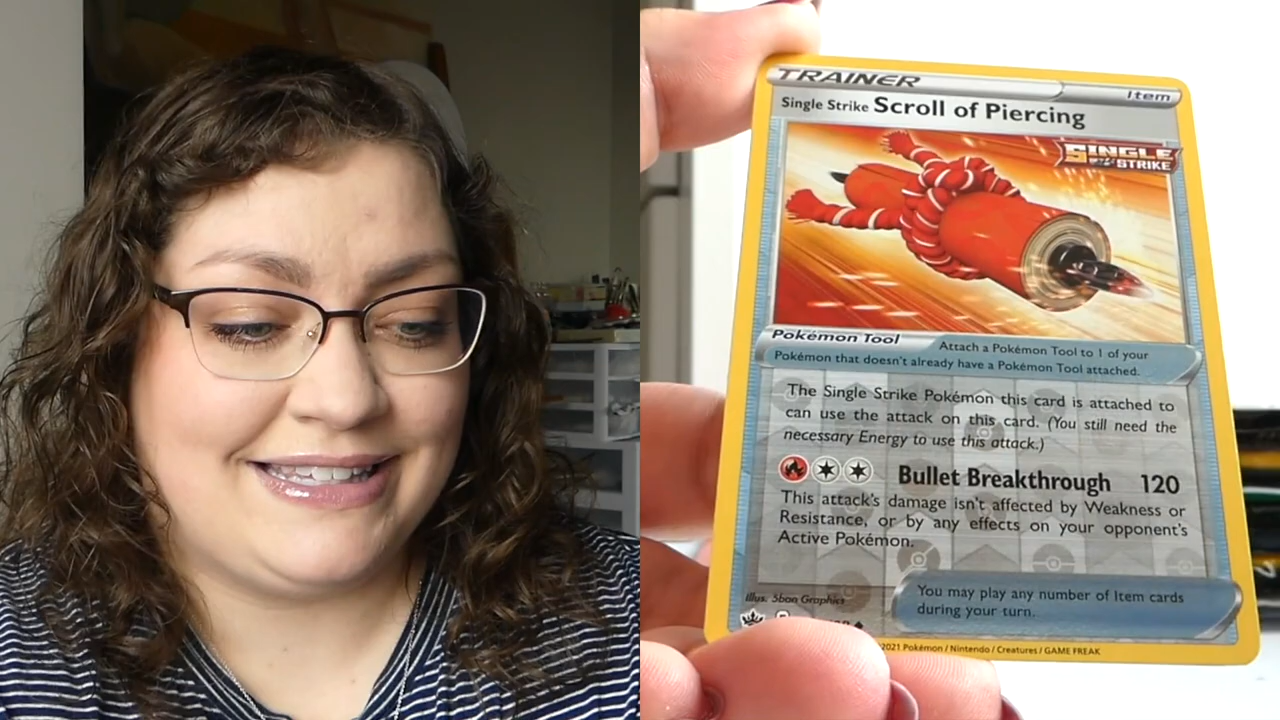 TRAINER
Item
Single Strike Scroll of Piercing
SINGLE
STRIKE
Pokémon Tool
Attach a Pokémon Tool to 1 of your
Pokémon that doesn't already have a Pokémon Tool attached.
The Single Strike Pokémon this card is attached to
can use the attack on this card. (You still need the
necessary Energy to use this attack.)
Bullet Breakthrough 120
This attack's damage isn't affected by Weakness or
Resistance, or by any effects on your opponent's
Active Pokémon.
You may play any number of Item cards
during your turn.
Illus. 5ban Graphics
2021 Pokémon / Nintendo / Creatures / GAME FREAK